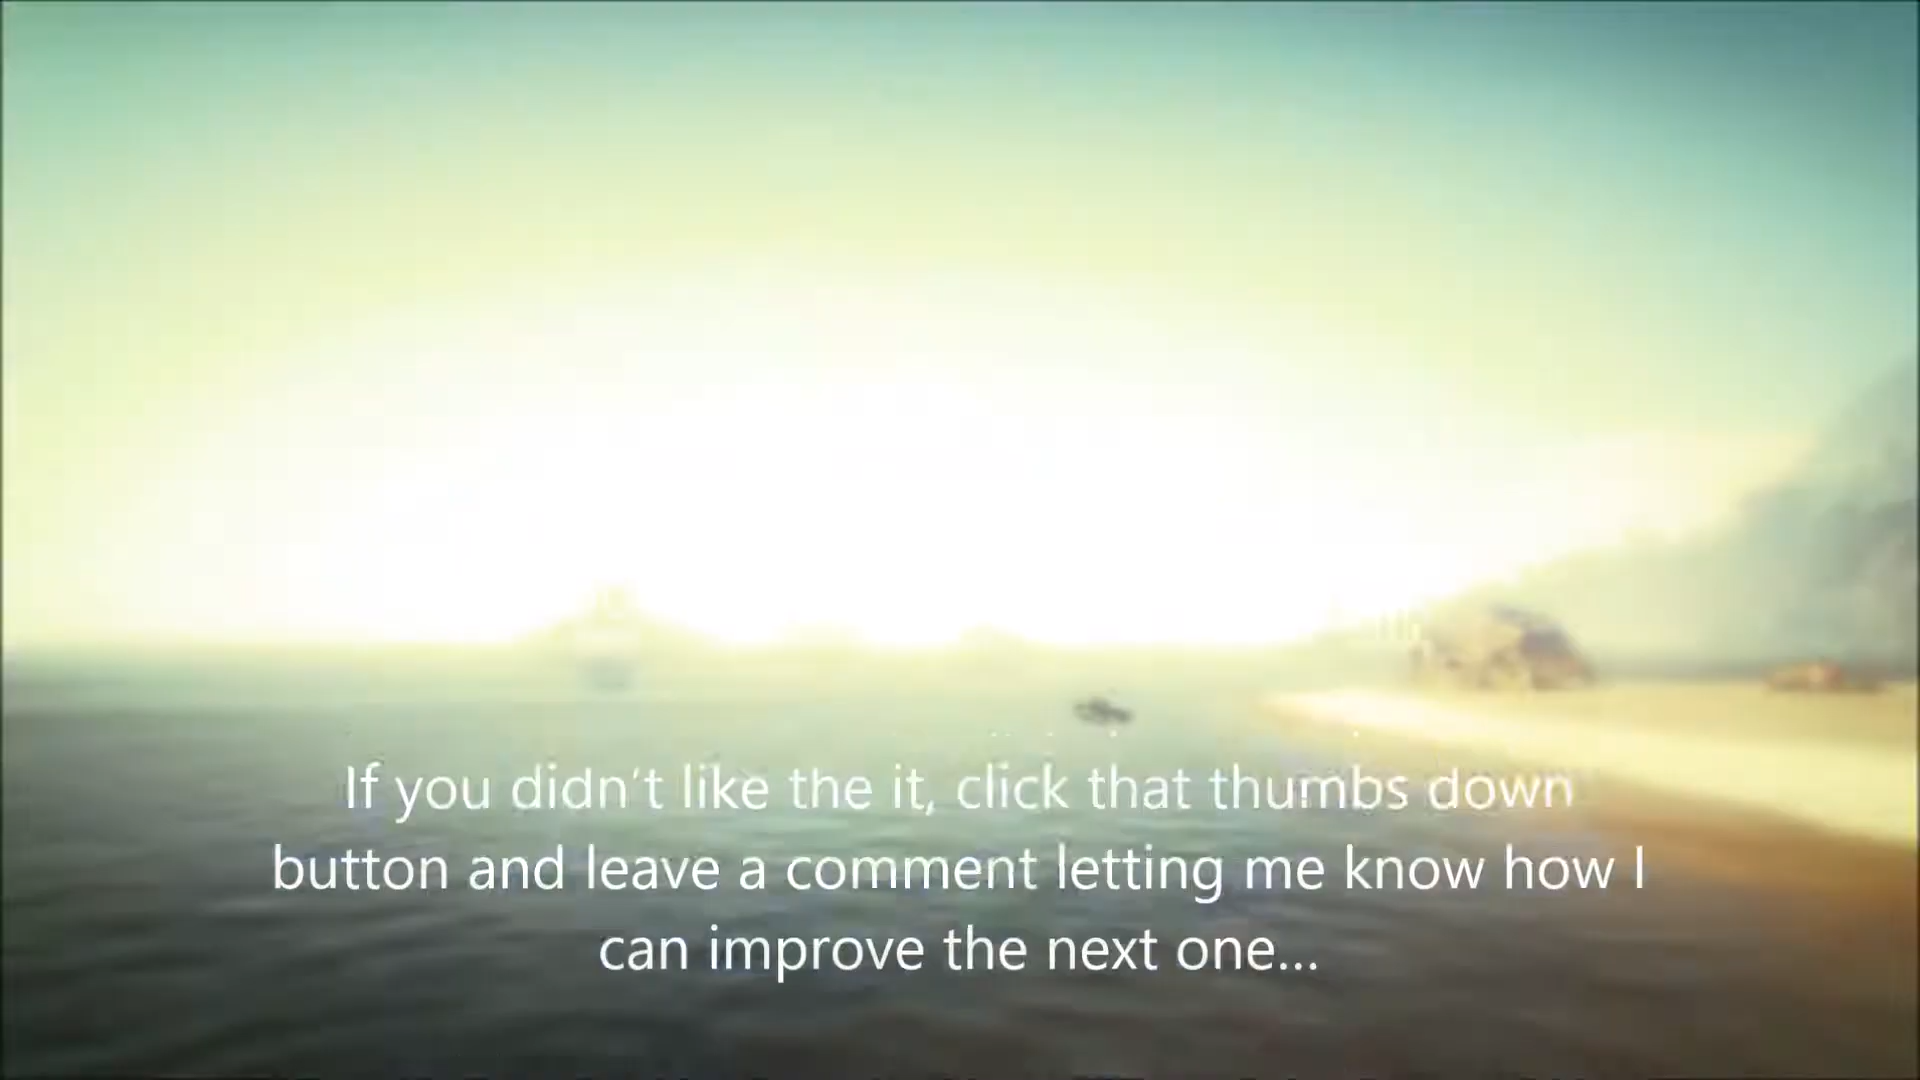 If you didn't like the it, click that thumbs down
button and leave a comment letting me know how I
can improve the next one...